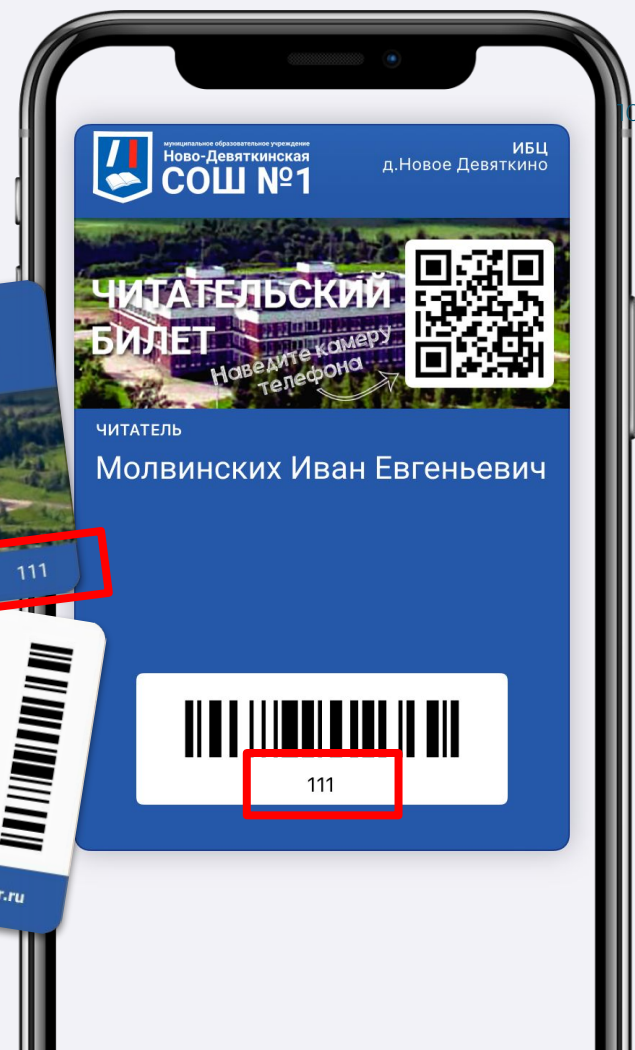 муниципальное образовательное учреждение
Ново-Девяткинская
СОШ №1
ИБЦ
д.Новое Девяткино
ЧИТАТЕЛЬСКИЙ
БИЛЕТ
Наведите камеру
телефона
ЧИТАТЕЛЬ
Молвинских Иван Евгеньевич
111
111
r.ru